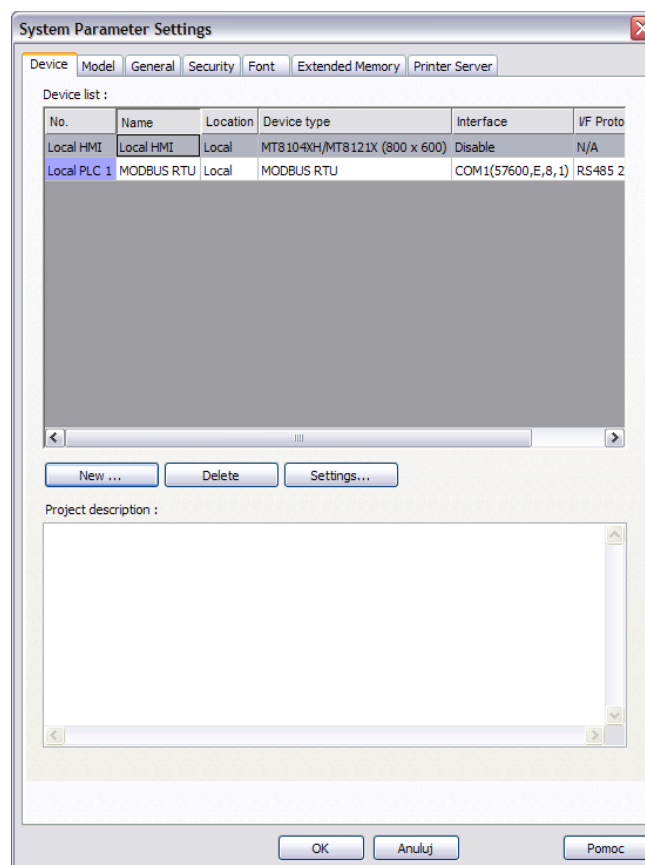 System Parameter Settings
Device Model General Security Font Extended Memory Printer Server
Device list :
No. Name Location Device type Interface I/F Proto
Local HMI Local HMI Local MT8104XH/MT8121X (800 x 600) Disable N/A
Local PLC 1 MODBUS RTU Local MODBUS RTU COM1(57600,E,8,1) RS485 2
New ... Delete Settings...
Project description :
OK Anuluj Pomoc